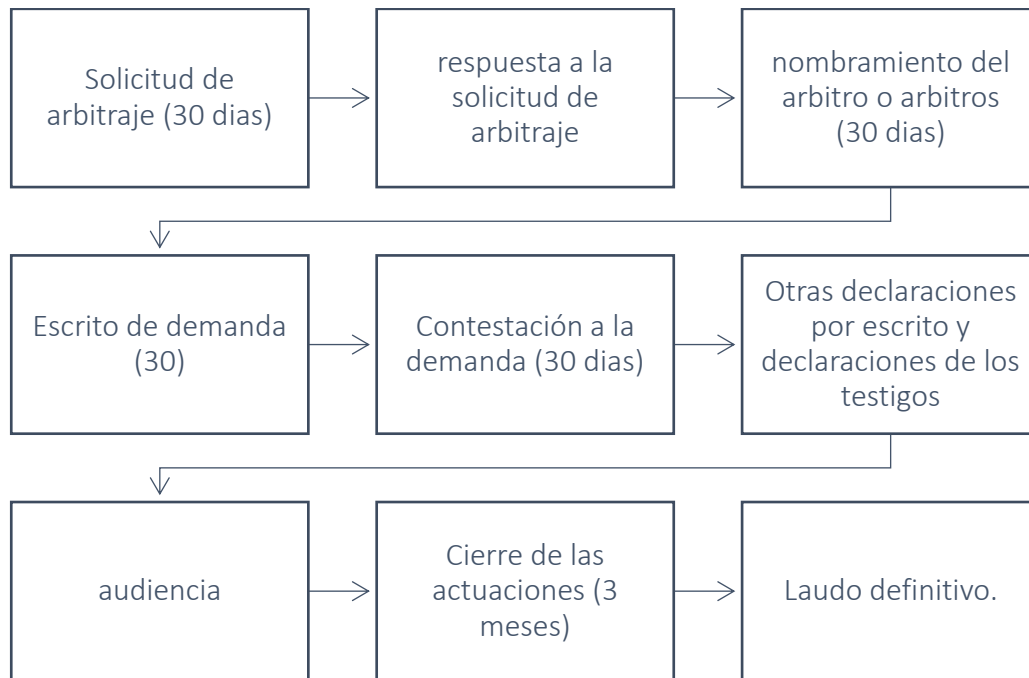 Solicitud de
arbitraje (30 dias)
respuesta a la
solicitud de
arbitraje
nombramiento del
arbitro o arbitros
(30 dias)
Escrito de demanda
(30)
Contestación a la
demanda (30 dias)
Otras declaraciones
por escrito y
declaraciones de los
testigos
audiencia
Cierre de las
actuaciones (3
meses)
Laudo definitivo.